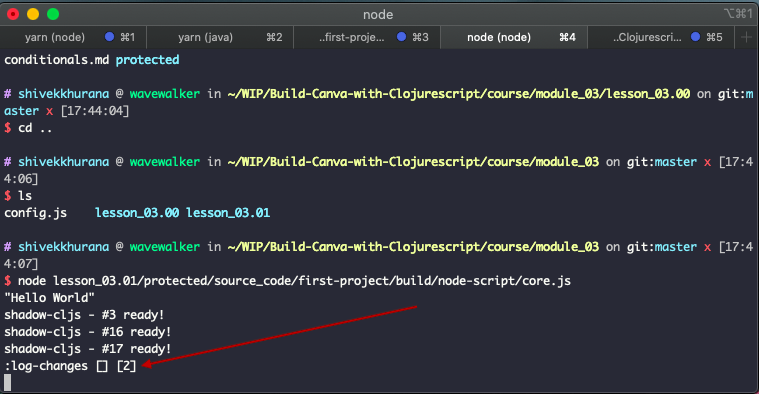 node
⌥⌘1
yarn (node) ⌘1 yarn (java) ⌘2 ..first-proje... ⌘3 node (node) ⌘4 ..Clojurescri... ⌘5 +
conditionals.md protected
# shivekkhurana @ wavewalker in ~/WIP/Build-Canva-with-Clojurescript/course/module_03/lesson_03.00 on git:m
aster x [17:44:04]
$ cd ..
# shivekkhurana @ wavewalker in ~/WIP/Build-Canva-with-Clojurescript/course/module_03 on git:master x [17:4
4:06]
$ ls
config.js lesson_03.00 lesson_03.01
# shivekkhurana @ wavewalker in ~/WIP/Build-Canva-with-Clojurescript/course/module_03 on git:master x [17:4
4:07]
$ node lesson_03.01/protected/source_code/first-project/build/node-script/core.js
"Hello World"
shadow-cljs - #3 ready!
shadow-cljs - #16 ready!
shadow-cljs - #17 ready!
:log-changes [] [2]